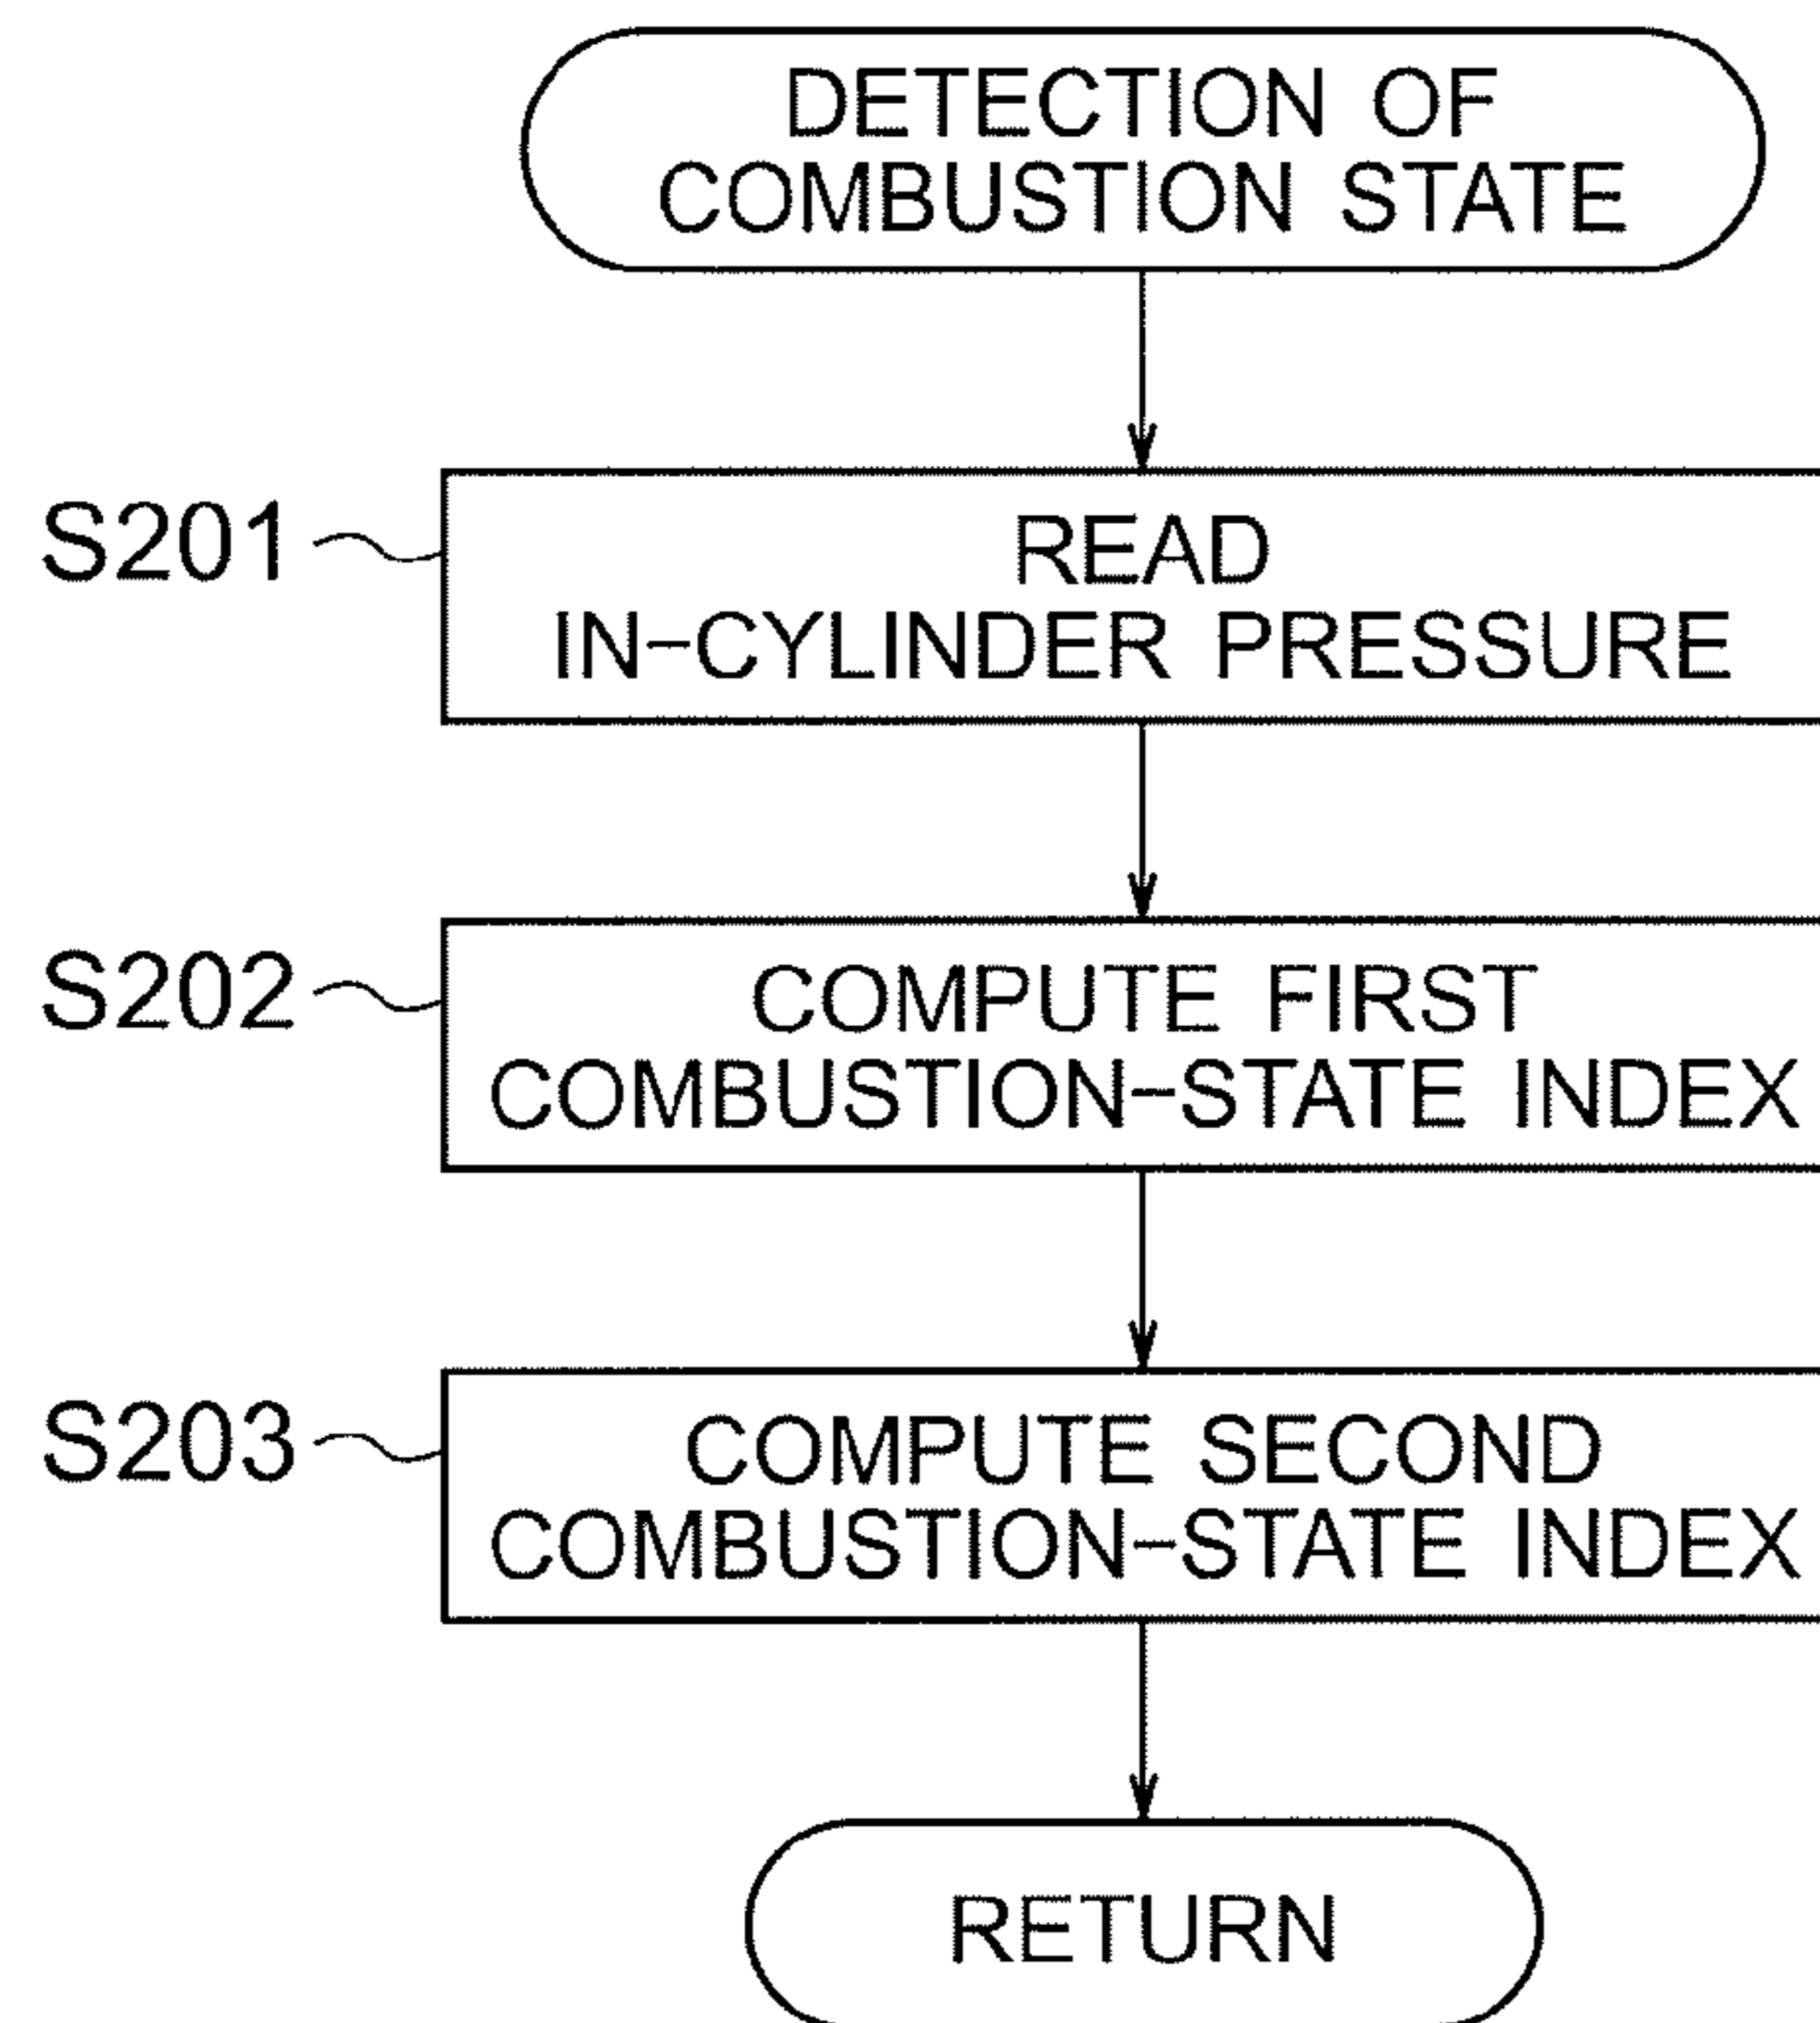 DETECTION OF
COMBUSTION STATE
S201
READ
IN-CYLINDER PRESSURE
S202
COMPUTE FIRST
COMBUSTION-STATE INDEX
S203
COMPUTE SECOND
COMBUSTION-STATE INDEX
RETURN